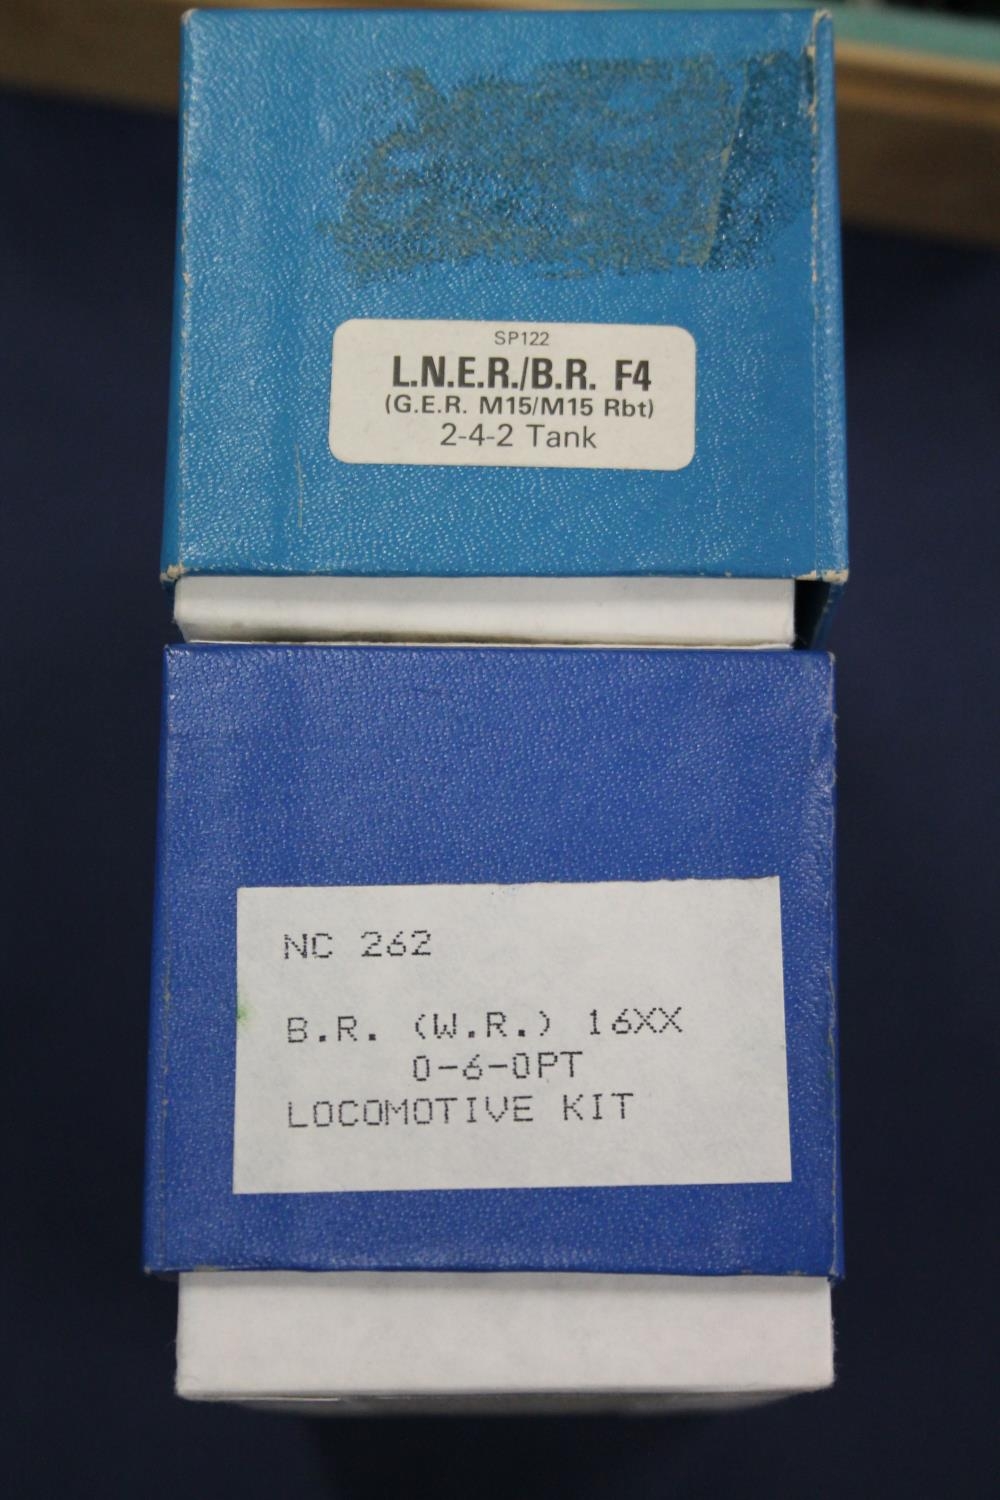 SP122
L.N.E.R./B.R. F4
(G.E.R. M15/M15 Rbt)
2-4-2 Tank
NC 262
B.R. (W.R.) 16XX
0-6-0PT
LOCOMOTIVE KIT